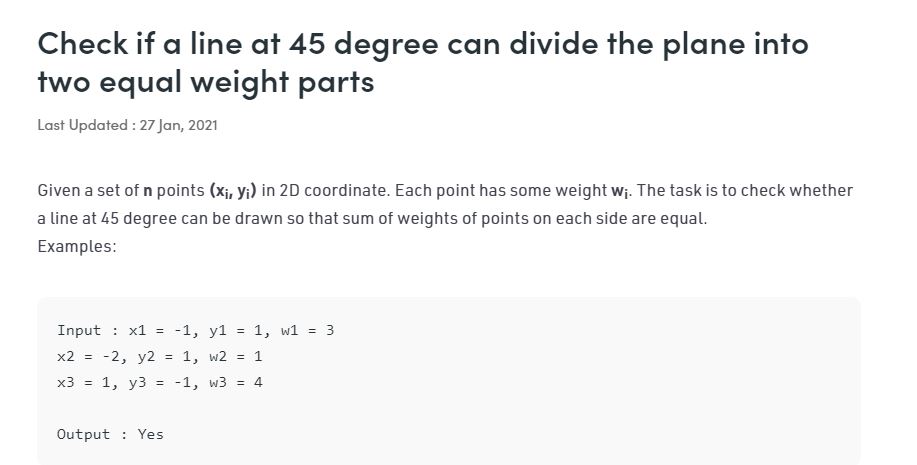 Check if a line at 45 degree can divide the plane into
two equal weight parts
Last Updated : 27 Jan, 2021
Given a set of n points (xi, yi) in 2D coordinate. Each point has some weight wi. The task is to check whether
a line at 45 degree can be drawn so that sum of weights of points on each side are equal.
Examples:
Input : x1 = -1, y1 = 1, w1 = 3
x2 = -2, y2 = 1, w2 = 1
x3 = 1, y3 = -1, w3 = 4
Output : Yes